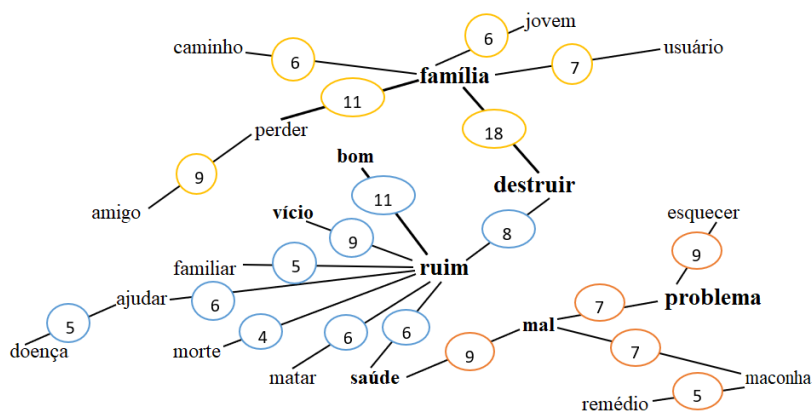 jovem
caminho 6 6 usuário
família 7
11
perder 18
bom
9 destruir
11
amigo vício esquecer
9 8
familiar 5 ruim 9
ajudar 6 problema
5 7
doença morte 4 6 6 mal
matar saúde 9 7
maconha
remédio 5